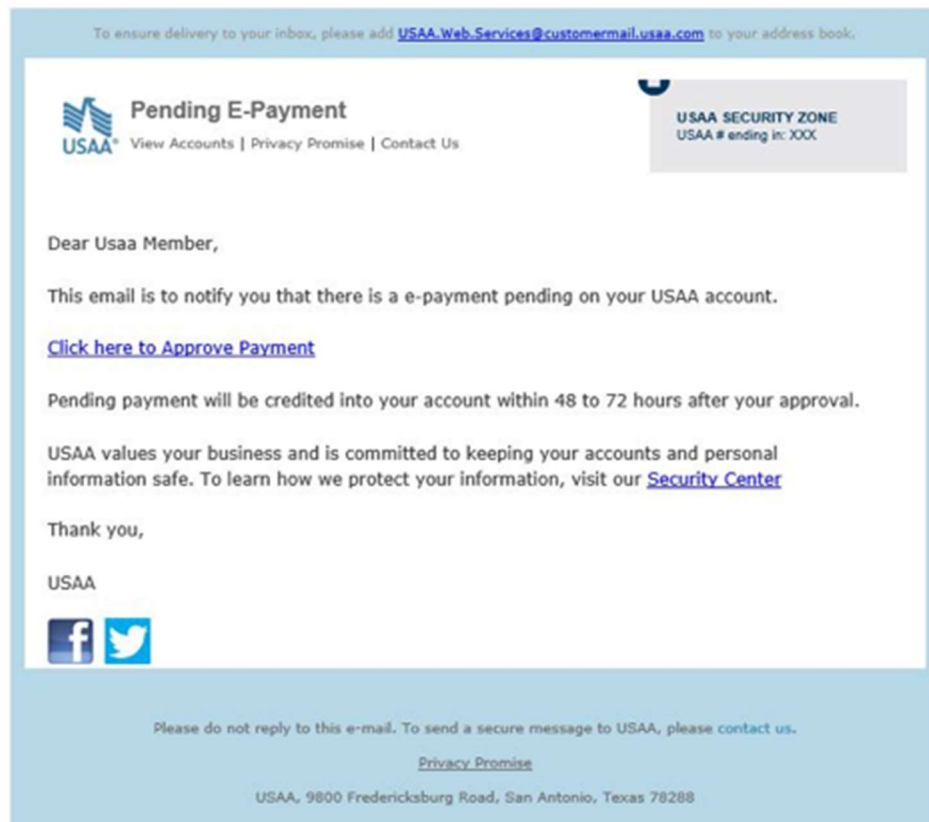 To ensure delivery to your inbox, please add USAA.Web.Services@customermail.usaa.com to your address book.
USAA®
Pending E-Payment
View Accounts | Privacy Promise | Contact Us
USAA SECURITY ZONE
USAA # ending in: XXX
Dear Usaa Member,
This email is to notify you that there is a e-payment pending on your USAA account.
Click here to Approve Payment
Pending payment will be credited into your account within 48 to 72 hours after your approval.
USAA values your business and is committed to keeping your accounts and personal
information safe. To learn how we protect your information, visit our Security Center
Thank you,
USAA
Please do not reply to this e-mail. To send a secure message to USAA, please contact us.
Privacy Promise
USAA, 9800 Fredericksburg Road, San Antonio, Texas 78288